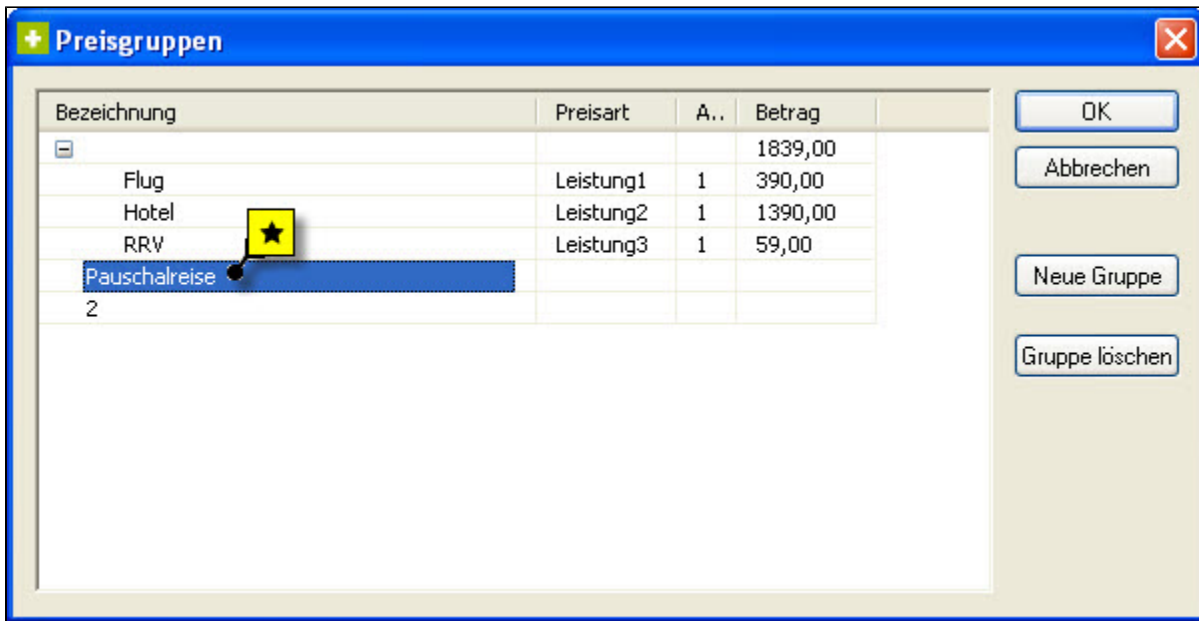 Preisgruppen
Bezeichnung Preisart A.. Betrag
1839,00
Flug Leistung1 1 390,00
Hotel Leistung2 1 1390,00
RRV Leistung3 1 59,00
Pauschalreise
2
OK
Abbrechen
Neue Gruppe
Gruppe löschen